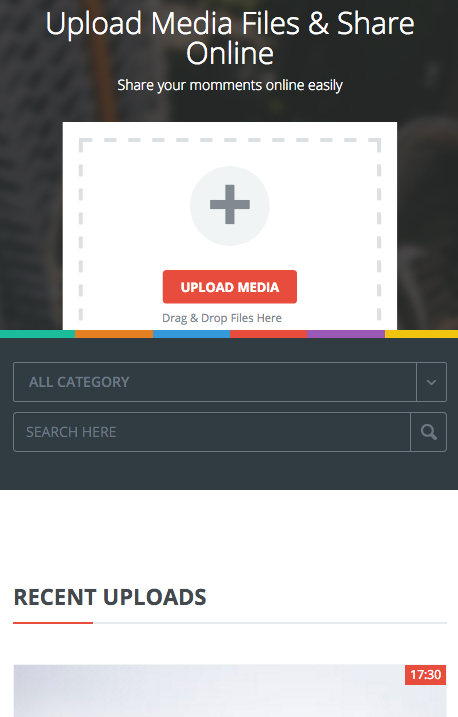 Upload Media Files & Share
Online
Share your momments online easily
UPLOAD MEDIA
Drag & Drop Files Here
ALL CATEGORY
SEARCH HERE
RECENT UPLOADS
17:30